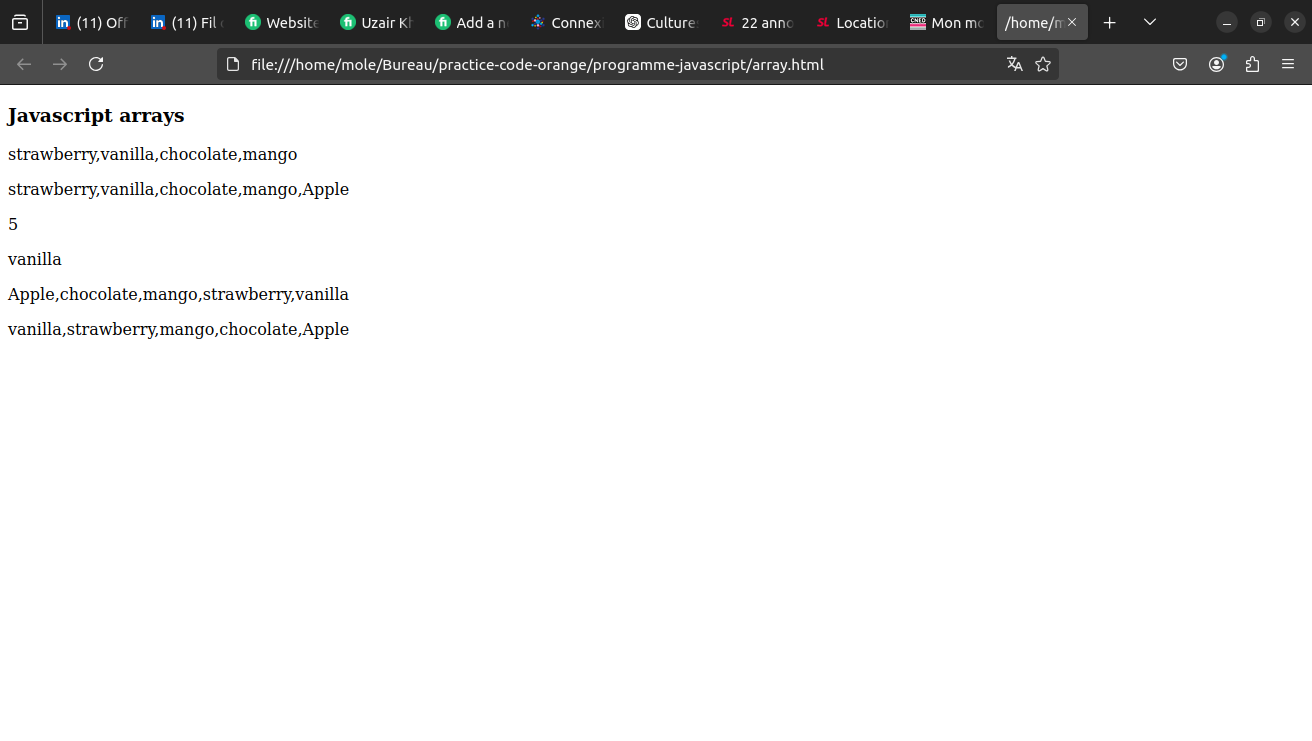 (11) Off
(11) Fil
Website
Uzair Kh
Add a n
Connexi
Culture
22 anno
Location
CNED Mon mo
/home/m
file:///home/mole/Bureau/practice-code-orange/programme-javascript/array.html
Javascript arrays
strawberry,vanilla,chocolate,mango
strawberry,vanilla,chocolate,mango,Apple
5
vanilla
Apple,chocolate,mango,strawberry,vanilla
vanilla,strawberry,mango,chocolate,Apple